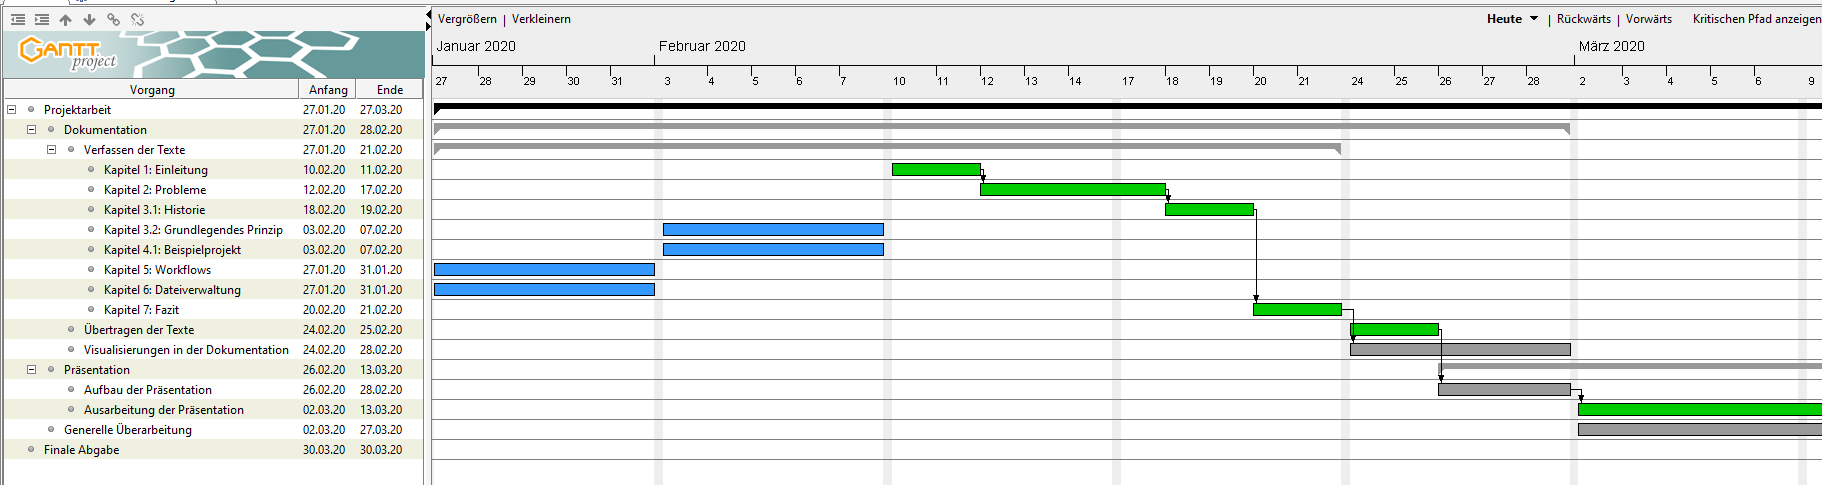 Vergrößern | Verkleinern
Heute | Rückwärts | Vorwärts Kritischen Pfad anzeigen
GANTT
project
Januar 2020 Februar 2020 März 2020
27 28 29 30 31 3 4 5 6 7 10 11 12 13 14 17 18 19 20 21 24 25 26 27 28 2 3 4 5 6 9
Vorgang Anfang Ende
Projektarbeit 27.01.20 27.03.20
Dokumentation 27.01.20 28.02.20
Verfassen der Texte 27.01.20 21.02.20
Kapitel 1: Einleitung 10.02.20 11.02.20
Kapitel 2: Probleme 12.02.20 17.02.20
Kapitel 3.1: Historie 18.02.20 19.02.20
Kapitel 3.2: Grundlegendes Prinzip 03.02.20 07.02.20
Kapitel 4.1: Beispielprojekt 03.02.20 07.02.20
Kapitel 5: Workflows 27.01.20 31.01.20
Kapitel 6: Dateiverwaltung 27.01.20 31.01.20
Kapitel 7: Fazit 20.02.20 21.02.20
Übertragen der Texte 24.02.20 25.02.20
Visualisierungen in der Dokumentation 24.02.20 28.02.20
Präsentation 26.02.20 13.03.20
Aufbau der Präsentation 26.02.20 28.02.20
Ausarbeitung der Präsentation 02.03.20 13.03.20
Generelle Überarbeitung 02.03.20 27.03.20
Finale Abgabe 30.03.20 30.03.20